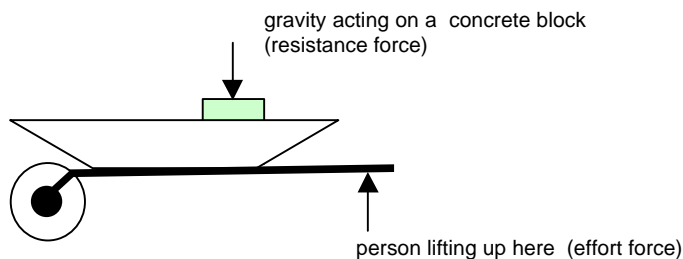 gravity acting on a concrete block
(resistance force)
person lifting up here (effort force)